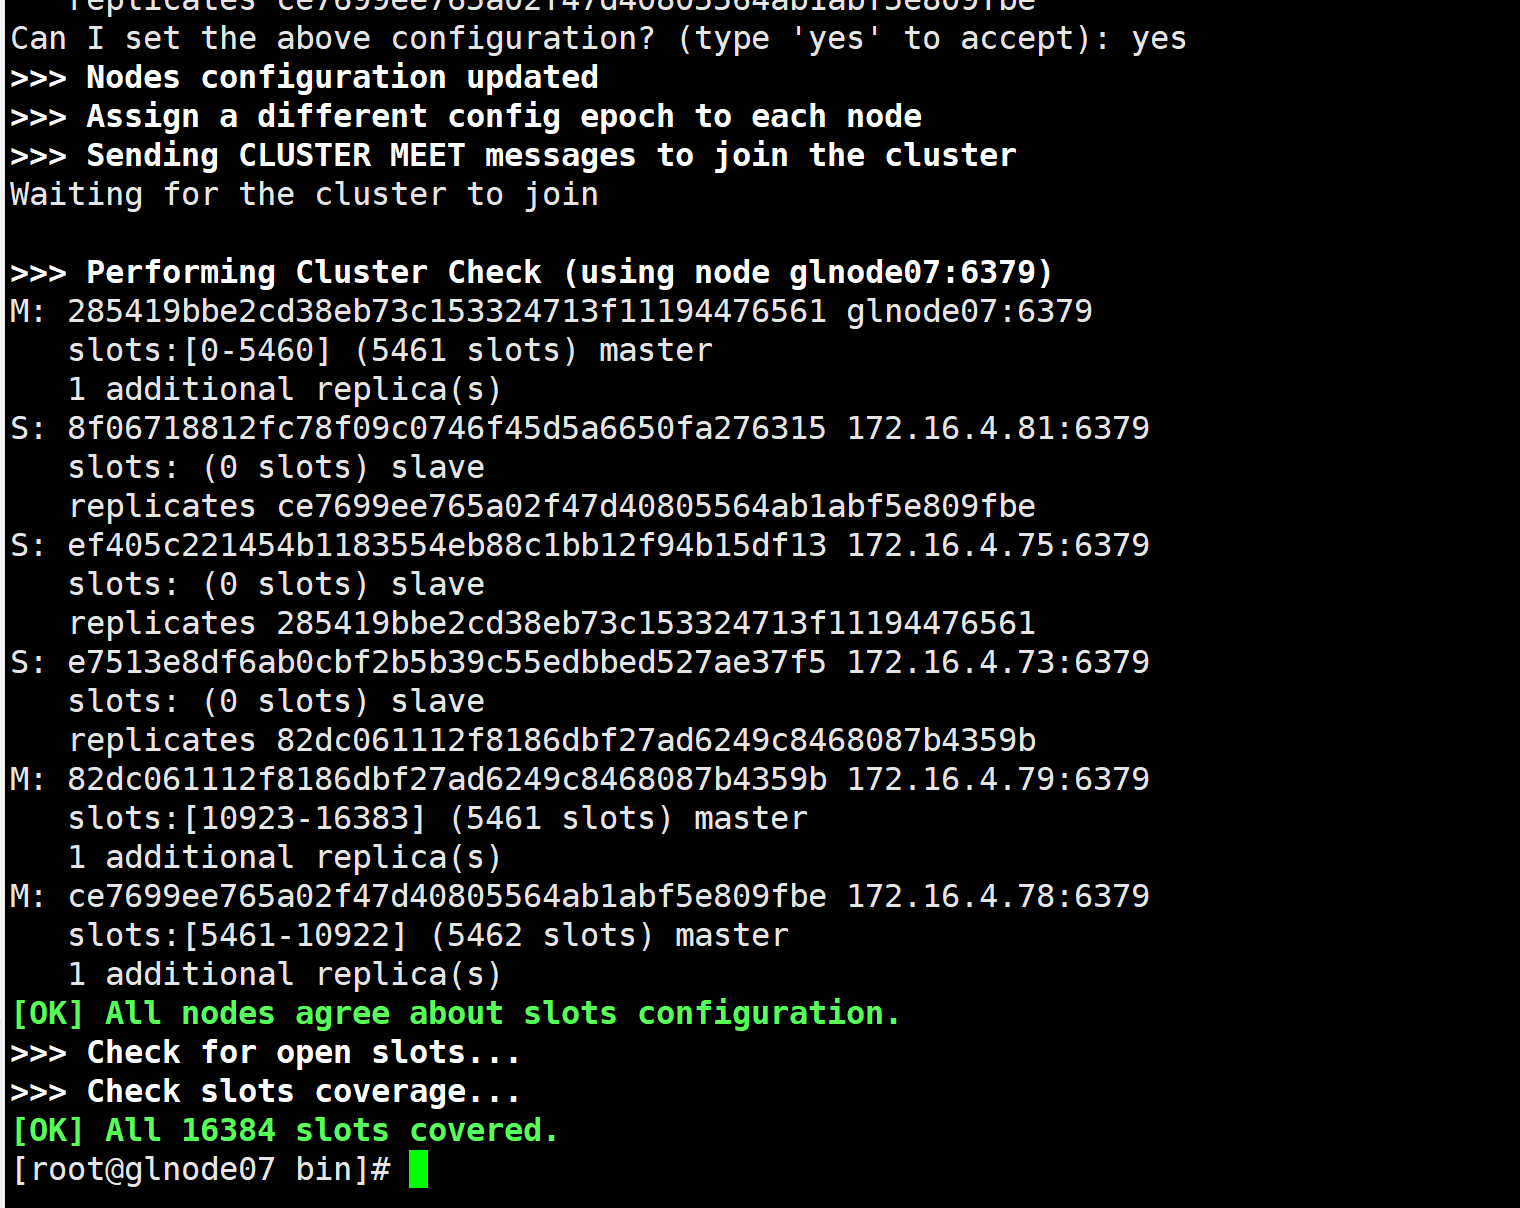 replicates ce7699ee765a02f47d40805564ab1abf5e809fbe
Can I set the above configuration? (type 'yes' to accept): yes
>>> Nodes configuration updated
>>> Assign a different config epoch to each node
>>> Sending CLUSTER MEET messages to join the cluster
Waiting for the cluster to join
>>> Performing Cluster Check (using node glnode07:6379)
M: 285419bbe2cd38eb73c153324713f11194476561 glnode07:6379
slots:[0-5460] (5461 slots) master
1 additional replica(s)
S: 8f06718812fc78f09c0746f45d5a6650fa276315 172.16.4.81:6379
slots: (0 slots) slave
replicates ce7699ee765a02f47d40805564ab1abf5e809fbe
S: ef405c221454b1183554eb88c1bb12f94b15df13 172.16.4.75:6379
slots: (0 slots) slave
replicates 285419bbe2cd38eb73c153324713f11194476561
S: e7513e8df6ab0cbf2b5b39c55edbbed527ae37f5 172.16.4.73:6379
slots: (0 slots) slave
replicates 82dc061112f8186dbf27ad6249c8468087b4359b
M: 82dc061112f8186dbf27ad6249c8468087b4359b 172.16.4.79:6379
slots:[10923-16383] (5461 slots) master
1 additional replica(s)
M: ce7699ee765a02f47d40805564ab1abf5e809fbe 172.16.4.78:6379
slots:[5461-10922] (5462 slots) master
1 additional replica(s)
[OK] All nodes agree about slots configuration.
>>> Check for open slots...
>>> Check slots coverage...
[OK] All 16384 slots covered.
[root@glnode07 bin]#